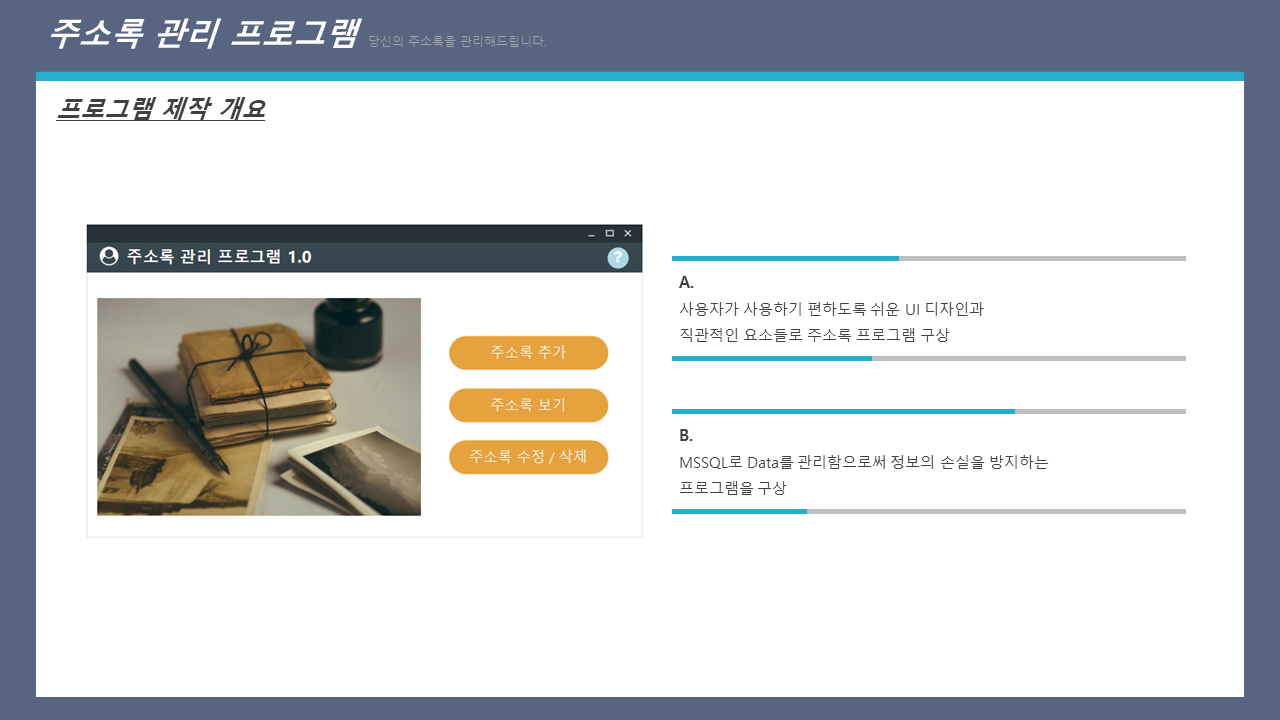 주소록 관리 프로그램 당신의 주소록을 관리해드립니다.
프로그램 제작 개요
주소록 관리 프로그램 1.0
?
주소록 추가
주소록 보기
주소록 수정 / 삭제
A.
사용자가 사용하기 편하도록 쉬운 UI 디자인과
직관적인 요소들로 주소록 프로그램 구상
B.
MSSQL로 Data를 관리함으로써 정보의 손실을 방지하는
프로그램을 구상